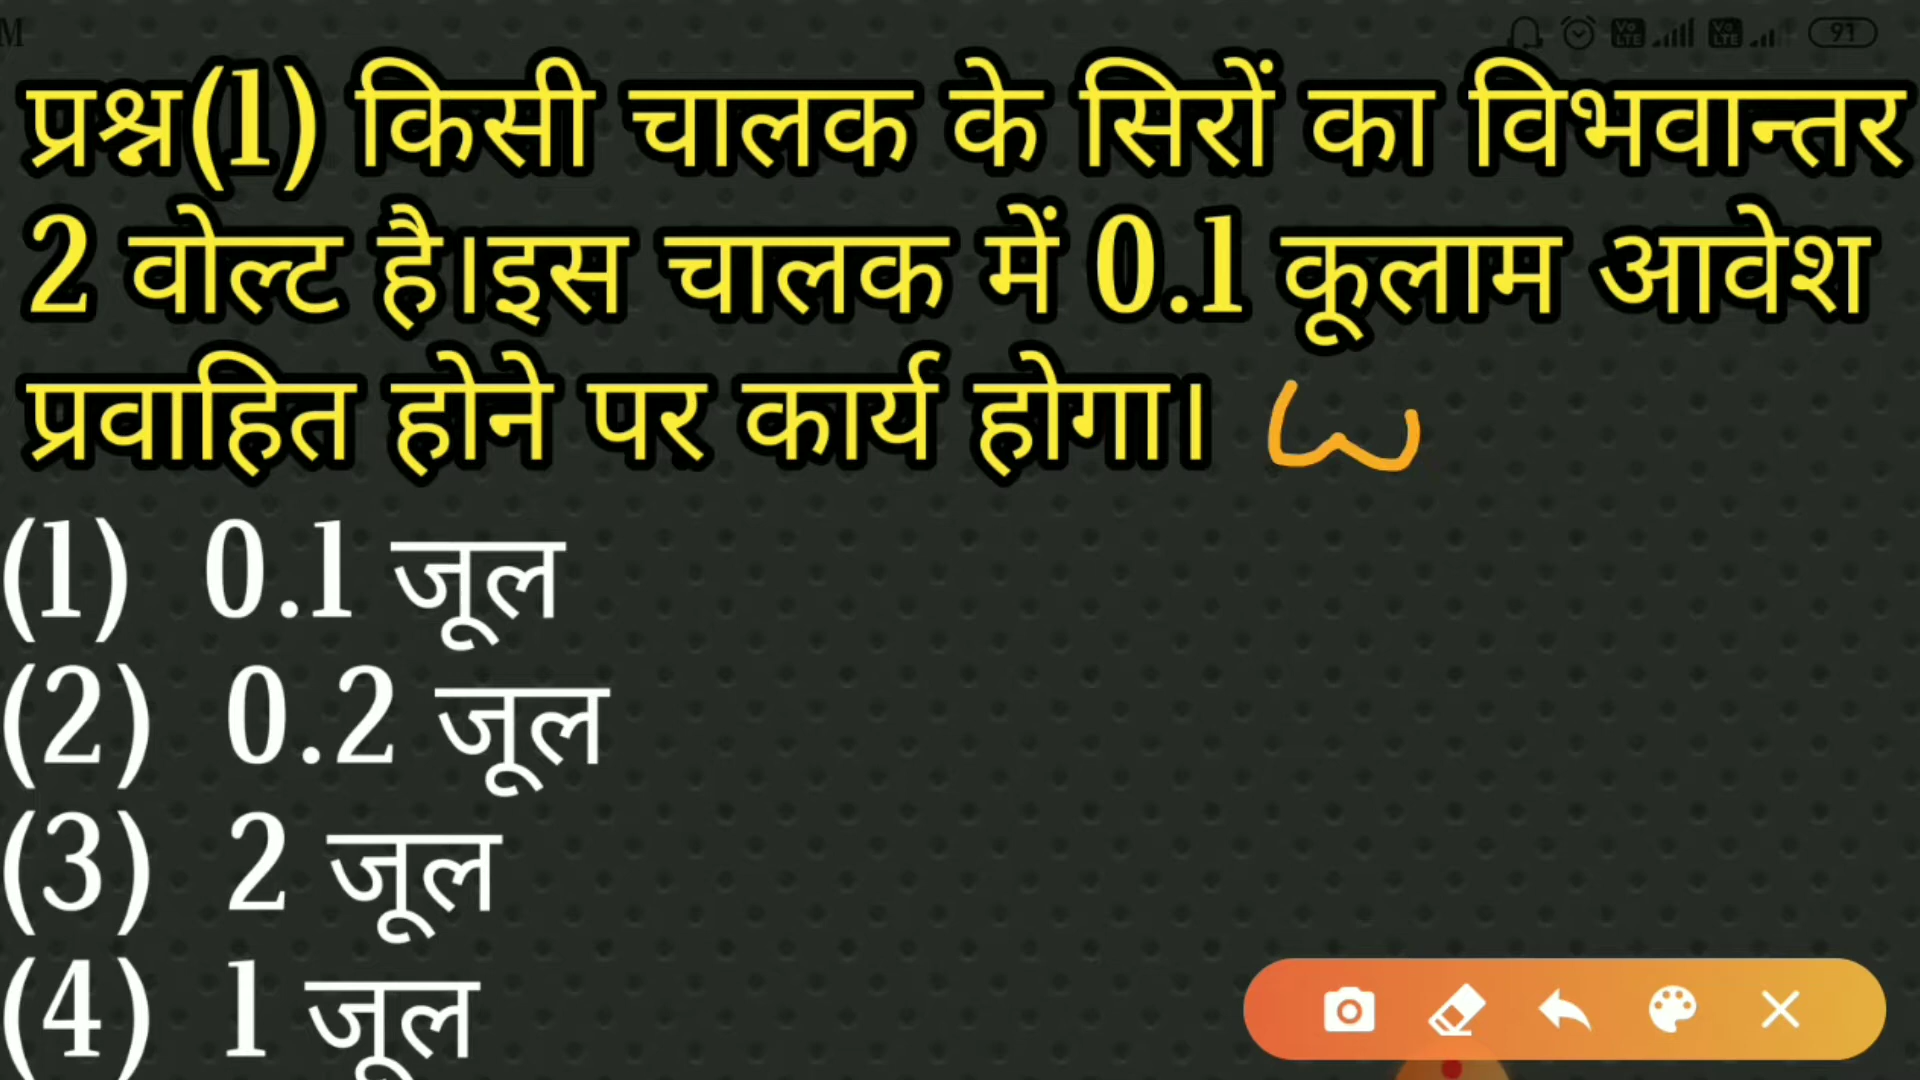 M
91
प्रश्न(1) किसी चालक के सिरों का विभवान्तर
2 वोल्ट है।इस चालक में 0.1 कूलाम आवेश
प्रवाहित होने पर कार्य होगा। W
(1) 0.1 जूल
(2) 0.2 जूल
(3) 2 जूल
(4) 1 जूल